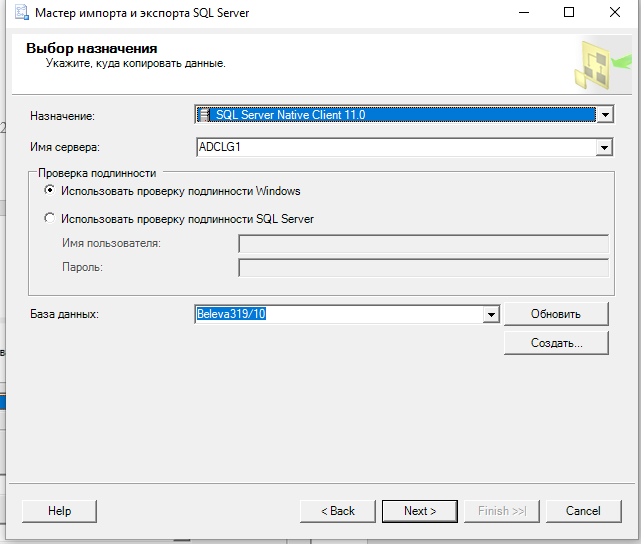 Мастер импорта и экспорта SQL Server
Выбор назначения
Укажите, куда копировать данные.
Назначение:
SQL Server Native Client 11.0
Имя сервера:
ADCLG1
Проверка подлинности
Использовать проверку подлинности Windows
Использовать проверку подлинности SQL Server
Имя пользователя:
Пароль:
База данных:
Beleva319/10
Обновить
Создать...
Help
< Back
Next >
Finish >>|
Cancel